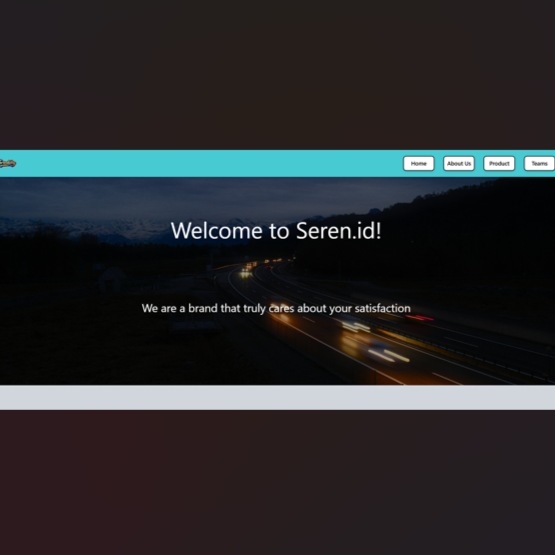 Home
About Us
Product
Teams
Welcome to Seren.id!
We are a brand that truly cares about your satisfaction